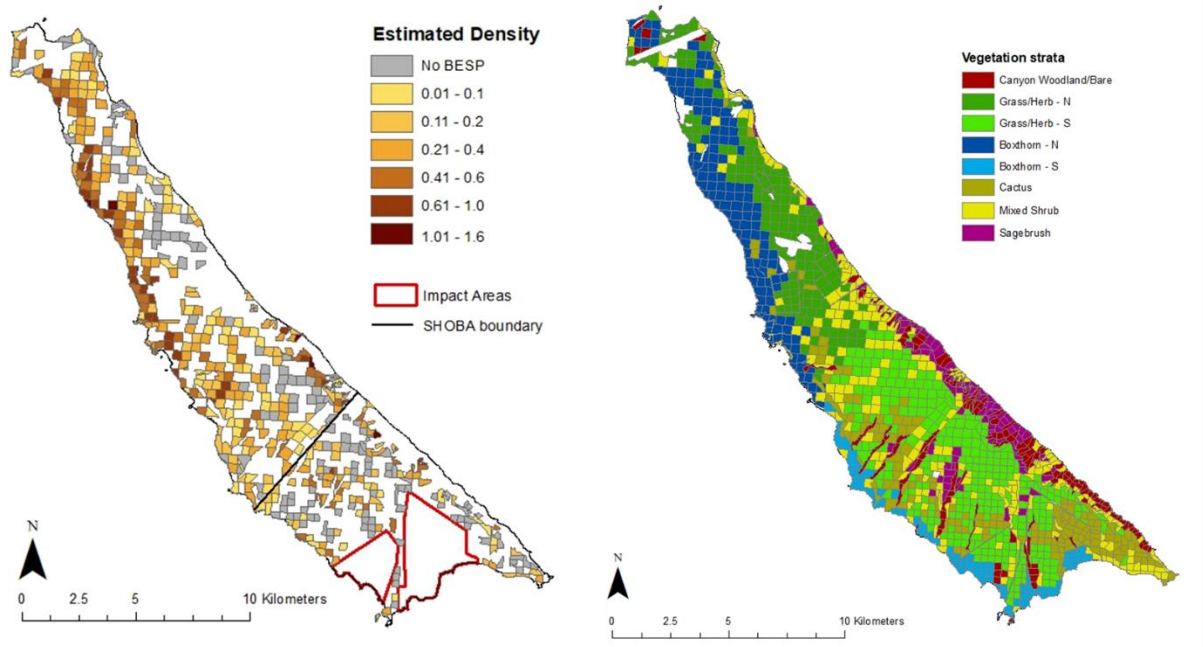 Estimated Density
No BESP
0.01 - 0.1
0.11 - 0.2
0.21 - 0.4
0.41 - 0.6
0.61 - 1.0
1.01 - 1.6
Impact Areas
SHOBA boundary
N
0 2.5 5 10 Kilometers
Vegetation strata
Canyon Woodland/Bare
Grass/Herb - N
Grass/Herb - S
Boxthorn - N
Boxthorn - S
Cactus
Mixed Shrub
Sagebrush
N
0 2.5 5 10 Kilometers